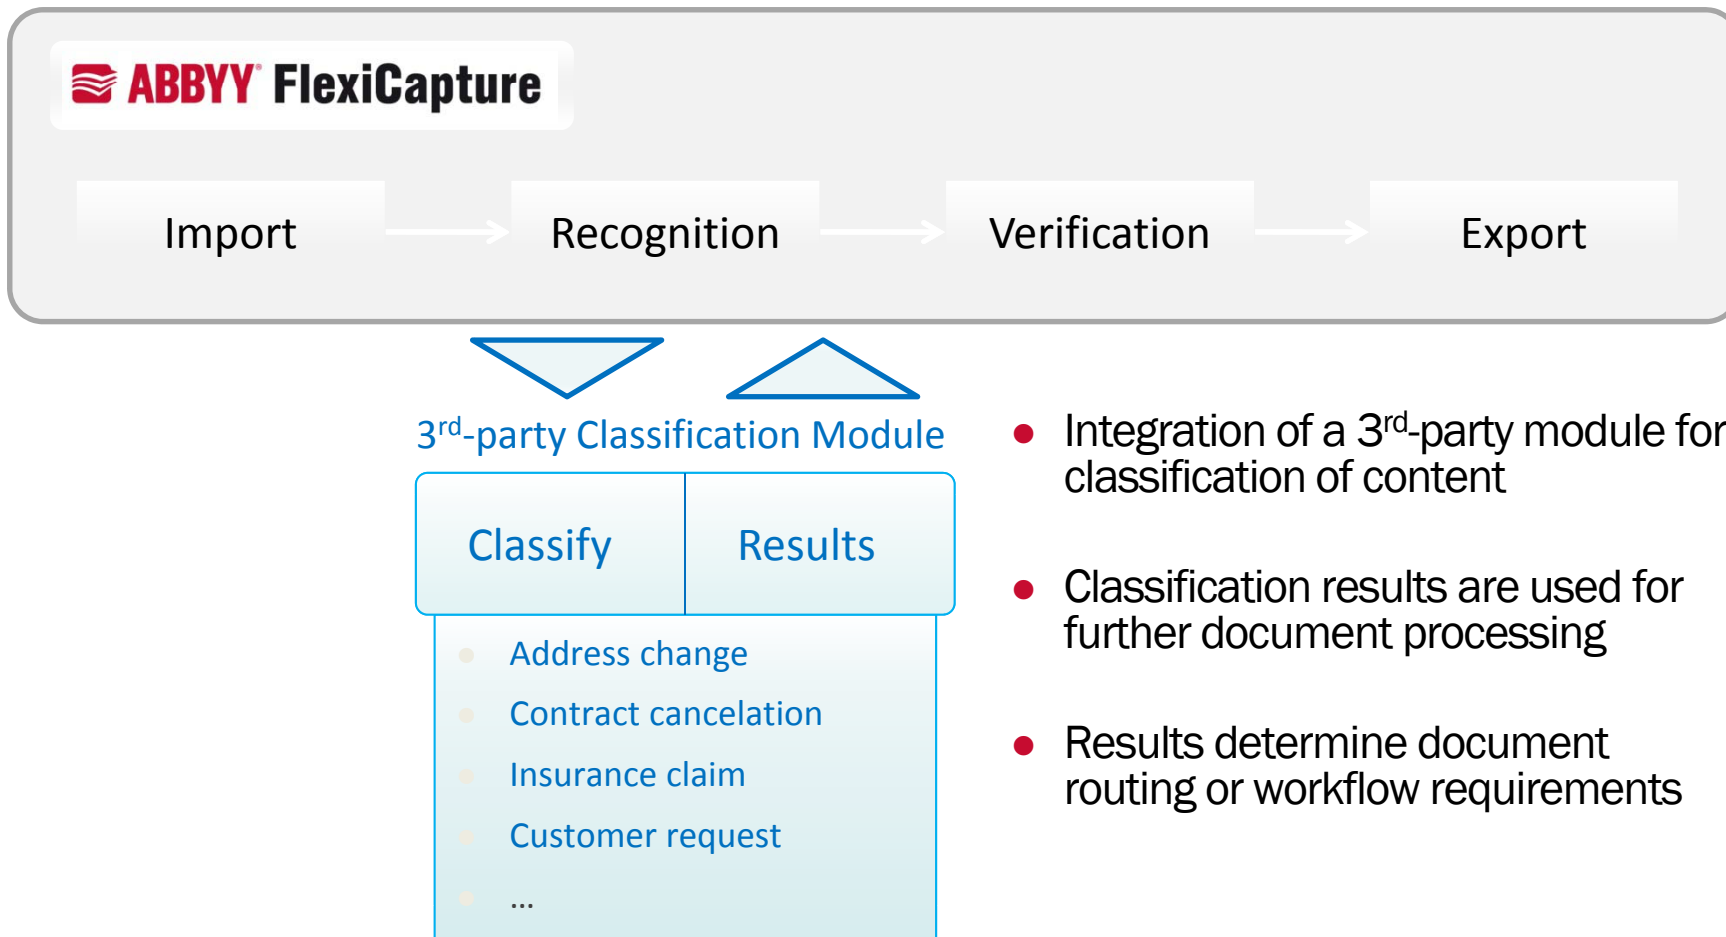 ABBYY FlexiCapture
Import Recognition Verification Export
3rd-party Classification Module
Classify Results
Address change
Contract cancelation
Insurance claim
Customer request
...
● Integration of a 3rd-party module for
classification of content
● Classification results are used for
further document processing
● Results determine document
routing or workflow requirements